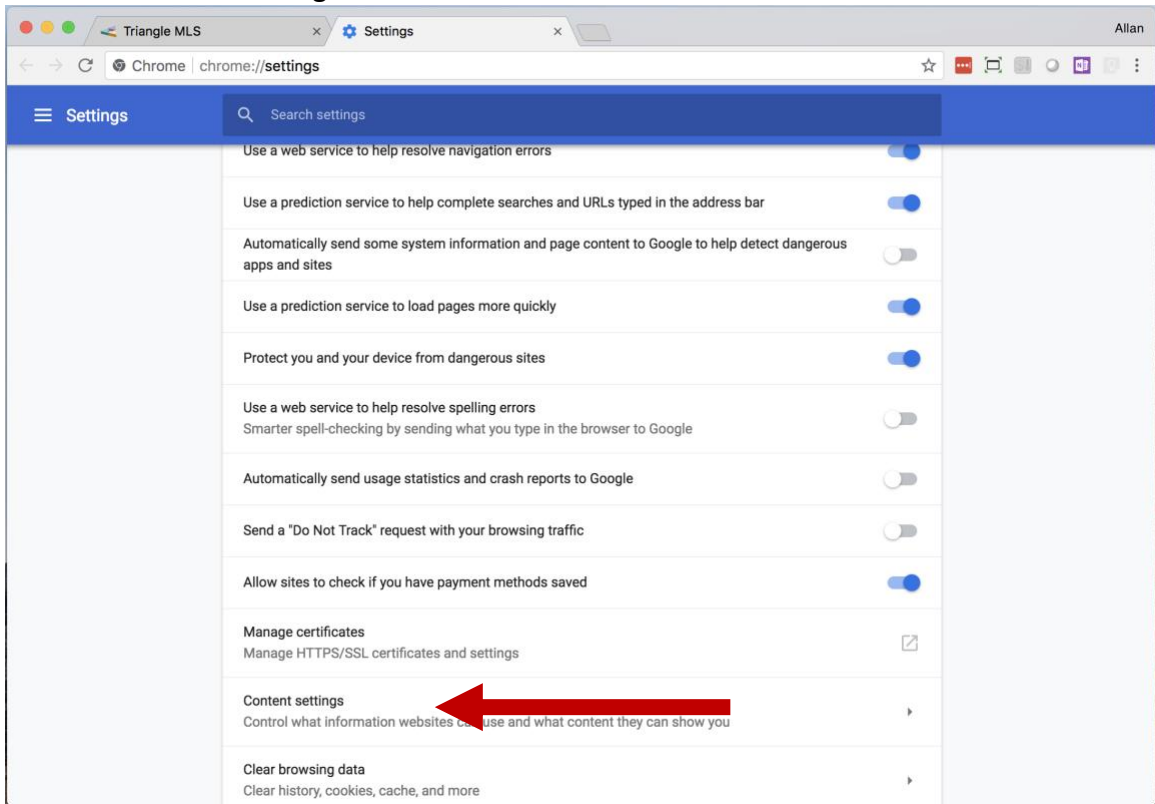 Triangle MLS
Settings
Allan
Chrome
chrome://settings
Settings
Search settings
Use a web service to help resolve navigation errors
Use a prediction service to help complete searches and URLs typed in the address bar
Automatically send some system information and page content to Google to help detect dangerous
apps and sites
Use a prediction service to load pages more quickly
Protect you and your device from dangerous sites
Use a web service to help resolve spelling errors
Smarter spell-checking by sending what you type in the browser to Google
Automatically send usage statistics and crash reports to Google
Send a "Do Not Track" request with your browsing traffic
Allow sites to check if you have payment methods saved
Manage certificates
Manage HTTPS/SSL certificates and settings
Content settings
Control what information websites can use and what content they can show you
Clear browsing data
Clear history, cookies, cache, and more